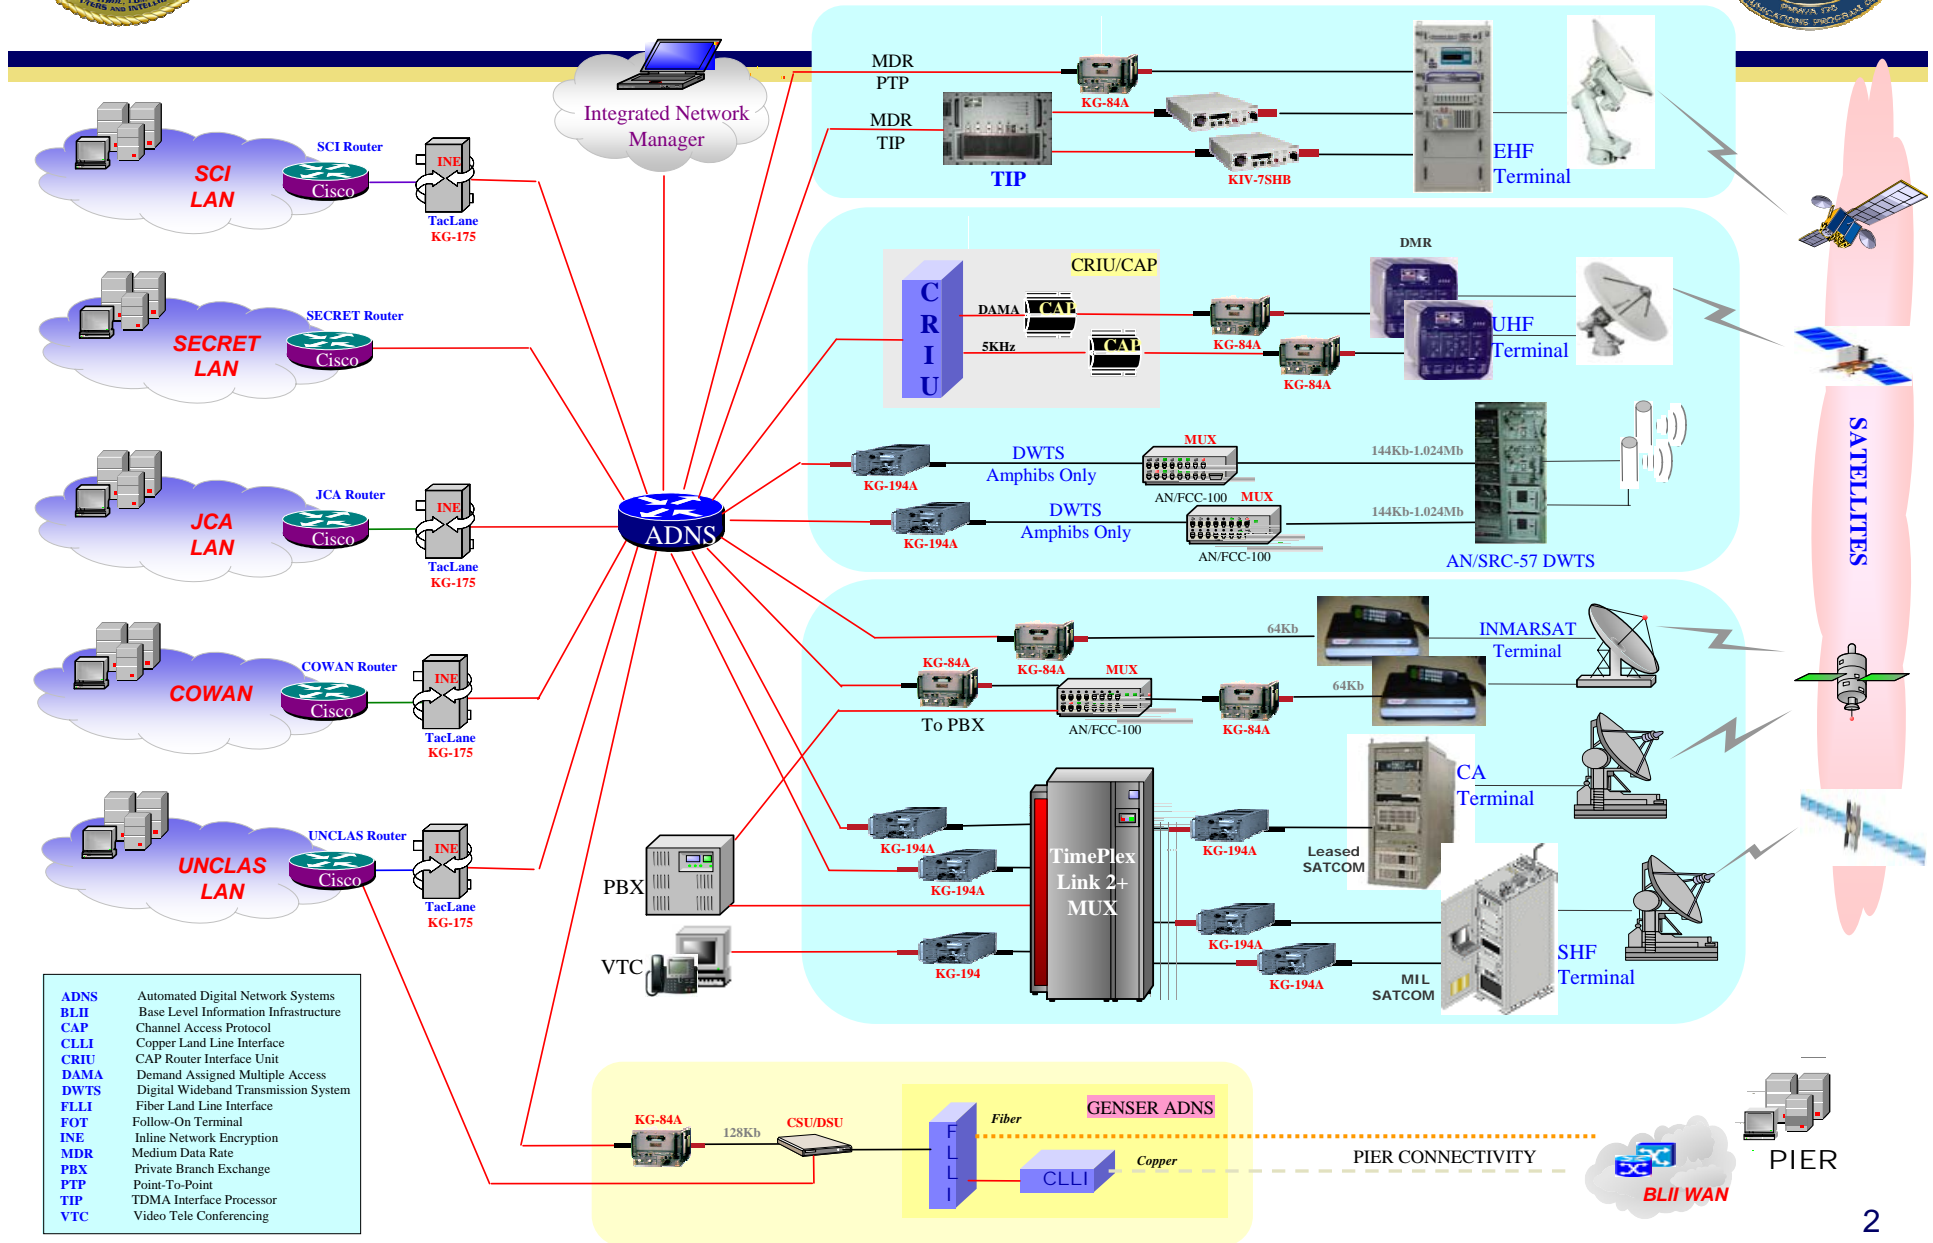 PMW/A 170
COMMUNICATIONS PROGRAM
Integrated Network
Manager
MDR
PTP
KG-84A
MDR
TIP
TIP
KIV-7SHB
EHF
Terminal
SCI
LAN
SCI Router
Cisco
INE
TacLane
KG-175
SECRET
LAN
SECRET Router
Cisco
JCA
LAN
JCA Router
Cisco
INE
TacLane
KG-175
COWAN
COWAN Router
Cisco
INE
TacLane
KG-175
UNCLAS
LAN
UNCLAS Router
Cisco
INE
TacLane
KG-175
ADNS
CRIU/CAP
CRIU
DAMA
CAP
5KHz
CAP
KG-84A
KG-84A
DMR
UHF
Terminal
KG-194A
DWTS
Amphibs Only
MUX
AN/FCC-100
144Kb-1.024Mb
KG-194A
DWTS
Amphibs Only
MUX
AN/FCC-100
144Kb-1.024Mb
AN/SRC-57 DWTS
SATELLITES
KG-84A
64Kb
INMARSAT
Terminal
KG-84A
To PBX
MUX
AN/FCC-100
KG-84A
64Kb
CA
Terminal
Leased
SATCOM
KG-194A
KG-194A
KG-194A
TimePlex
Link 2+
MUX
PBX
VTC
KG-194
KG-194A
KG-194A
MIL
SATCOM
SHF
Terminal
ADNS Automated Digital Network Systems
BLII Base Level Information Infrastructure
CAP Channel Access Protocol
CLLI Copper Land Line Interface
CRIU CAP Router Interface Unit
DAMA Demand Assigned Multiple Access
DWTS Digital Wideband Transmission System
FLLI Fiber Land Line Interface
FOT Follow-On Terminal
INE Inline Network Encryption
MDR Medium Data Rate
PBX Private Branch Exchange
PTP Point-To-Point
TIP TDMA Interface Processor
VTC Video Tele Conferencing
KG-84A
128Kb
CSU/DSU
FLLI
Fiber
GENSER ADNS
CLLI
Copper
PIER CONNECTIVITY
BLII WAN
PIER
2